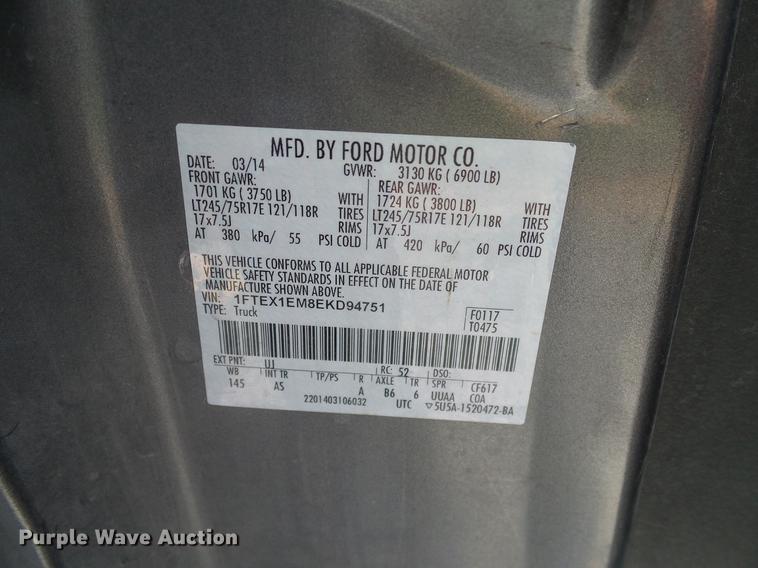 MFD. BY FORD MOTOR CO.
DATE: 03/14 GVWR: 3130 KG ( 6900 LB)
FRONT GAWR: REAR GAWR:
1701 KG ( 3750 LB) WITH 1724 KG ( 3800 LB) WITH
LT245/75R17E 121/118R TIRES LT245/75R17E 121/118R TIRES
17x7.5J RIMS 17x7.5J RIMS
AT 380 kPa/ 55 PSI COLD AT 420 kPa/ 60 PSI COLD
THIS VEHICLE CONFORMS TO ALL APPLICABLE FEDERAL MOTOR
VEHICLE SAFETY STANDARDS IN EFFECT ON THE DATE OF
MANUFACTURE SHOWN ABOVE.
VIN: 1FTEX1EM8EKD94751 F0117
TYPE: Truck T0475
EXT PNT: UJ RC: 52 DSO:
WB INT TR TP/PS R AXLE TR SPR CF617
145 AS A B6 6 UUAA COA
2201403106032 UTC ▽5U5A-1520472-BA
Purple Wave Auction